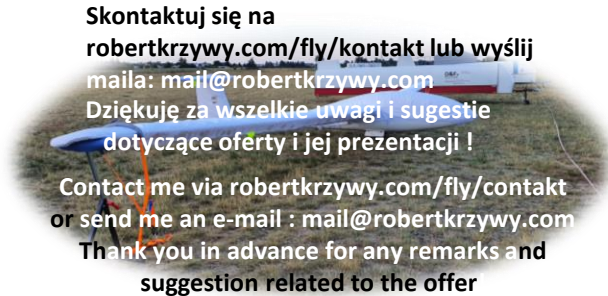 Skontaktuj się na
robertkrzywy.com/fly/kontakt lub wyślij
maila: mail@robertkrzywy.com
Dziękuję za wszelkie uwagi i sugestie
dotyczące oferty i jej prezentacji !
Contact me via robertkrzywy.com/fly/contakt
or send me an e-mail : mail@robertkrzywy.com
Thank you in advance for any remarks and
suggestion related to the offer